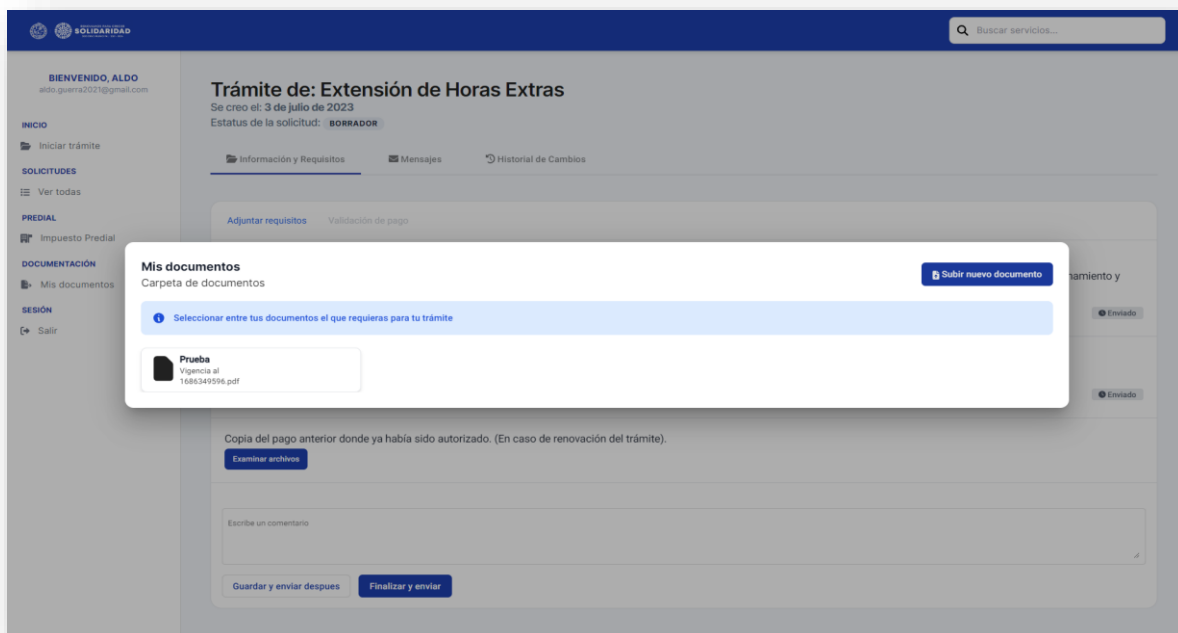 SOLIDARIDAD
Buscar servicios...
BIENVENIDO, ALDO
aldo.guerra2021@gmail.com
INICIO
Iniciar trámite
SOLICITUDES
Ver todas
PREDIAL
Impuesto Predial
DOCUMENTACIÓN
Mis documentos
SESIÓN
Salir
Trámite de: Extensión de Horas Extras
Se creo el: 3 de julio de 2023
Estatus de la solicitud: BORRADOR
Información y Requisitos
Mensajes
Historial de Cambios
Adjuntar requisitos
Validación de pago
Mis documentos
Carpeta de documentos
Subir nuevo documento
Seleccionar entre tus documentos el que requieras para tu trámite
Prueba
Vigencia al
1686349596.pdf
namiento y
Enviado
Enviado
Copia del pago anterior donde ya había sido autorizado. (En caso de renovación del trámite).
Examinar archivos
Escribe un comentario
Guardar y enviar despues
Finalizar y enviar